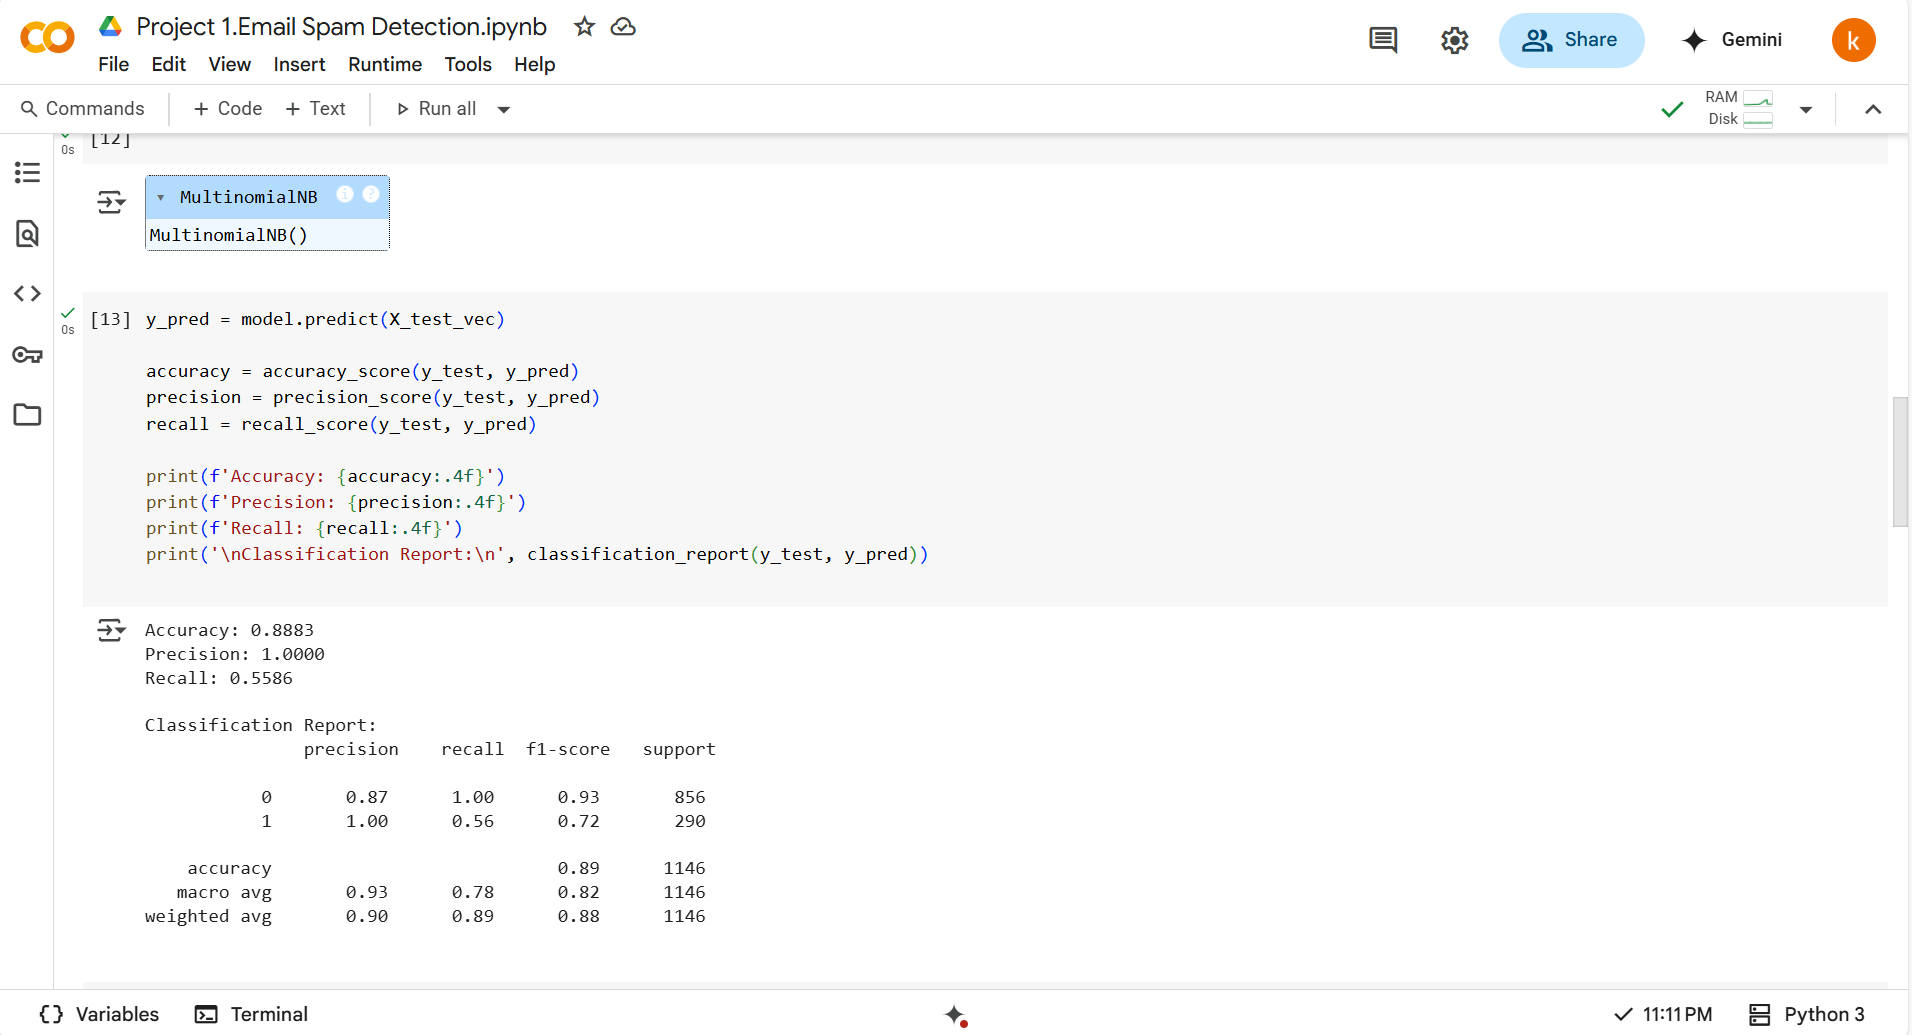 Project 1.Email Spam Detection.ipynb
File Edit View Insert Runtime Tools Help
Share
Gemini
k
Commands
+ Code
+ Text
Run all
RAM
Disk
0s
[12]
MultinomialNB i ?
MultinomialNB()
0s
[13] y_pred = model.predict(X_test_vec)
accuracy = accuracy_score(y_test, y_pred)
precision = precision_score(y_test, y_pred)
recall = recall_score(y_test, y_pred)
print(f'Accuracy: {accuracy:.4f}')
print(f'Precision: {precision:.4f}')
print(f'Recall: {recall:.4f}')
print('\nClassification Report:\n', classification_report(y_test, y_pred))
Accuracy: 0.8883
Precision: 1.0000
Recall: 0.5586
Classification Report:
precision recall f1-score support
0 0.87 1.00 0.93 856
1 1.00 0.56 0.72 290
accuracy 0.89 1146
macro avg 0.93 0.78 0.82 1146
weighted avg 0.90 0.89 0.88 1146
{} Variables
Terminal
11:11 PM
Python 3